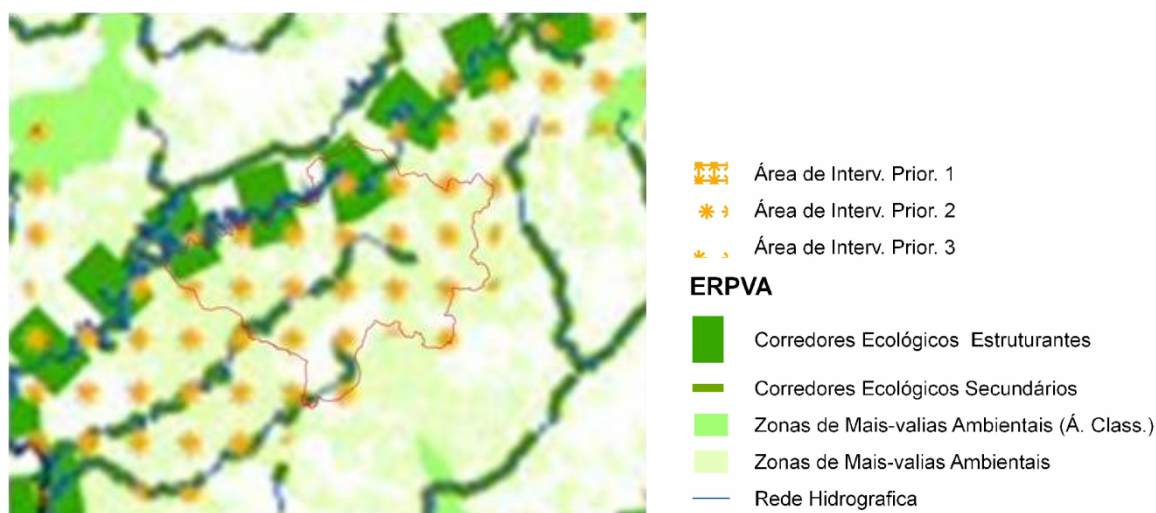 Área de Interv. Prior. 1
Área de Interv. Prior. 2
Área de Interv. Prior. 3
ERPVA
Corredores Ecológicos Estruturantes
Corredores Ecológicos Secundários
Zonas de Mais-valias Ambientais (Á. Class.)
Zonas de Mais-valias Ambientais
Rede Hidrografica